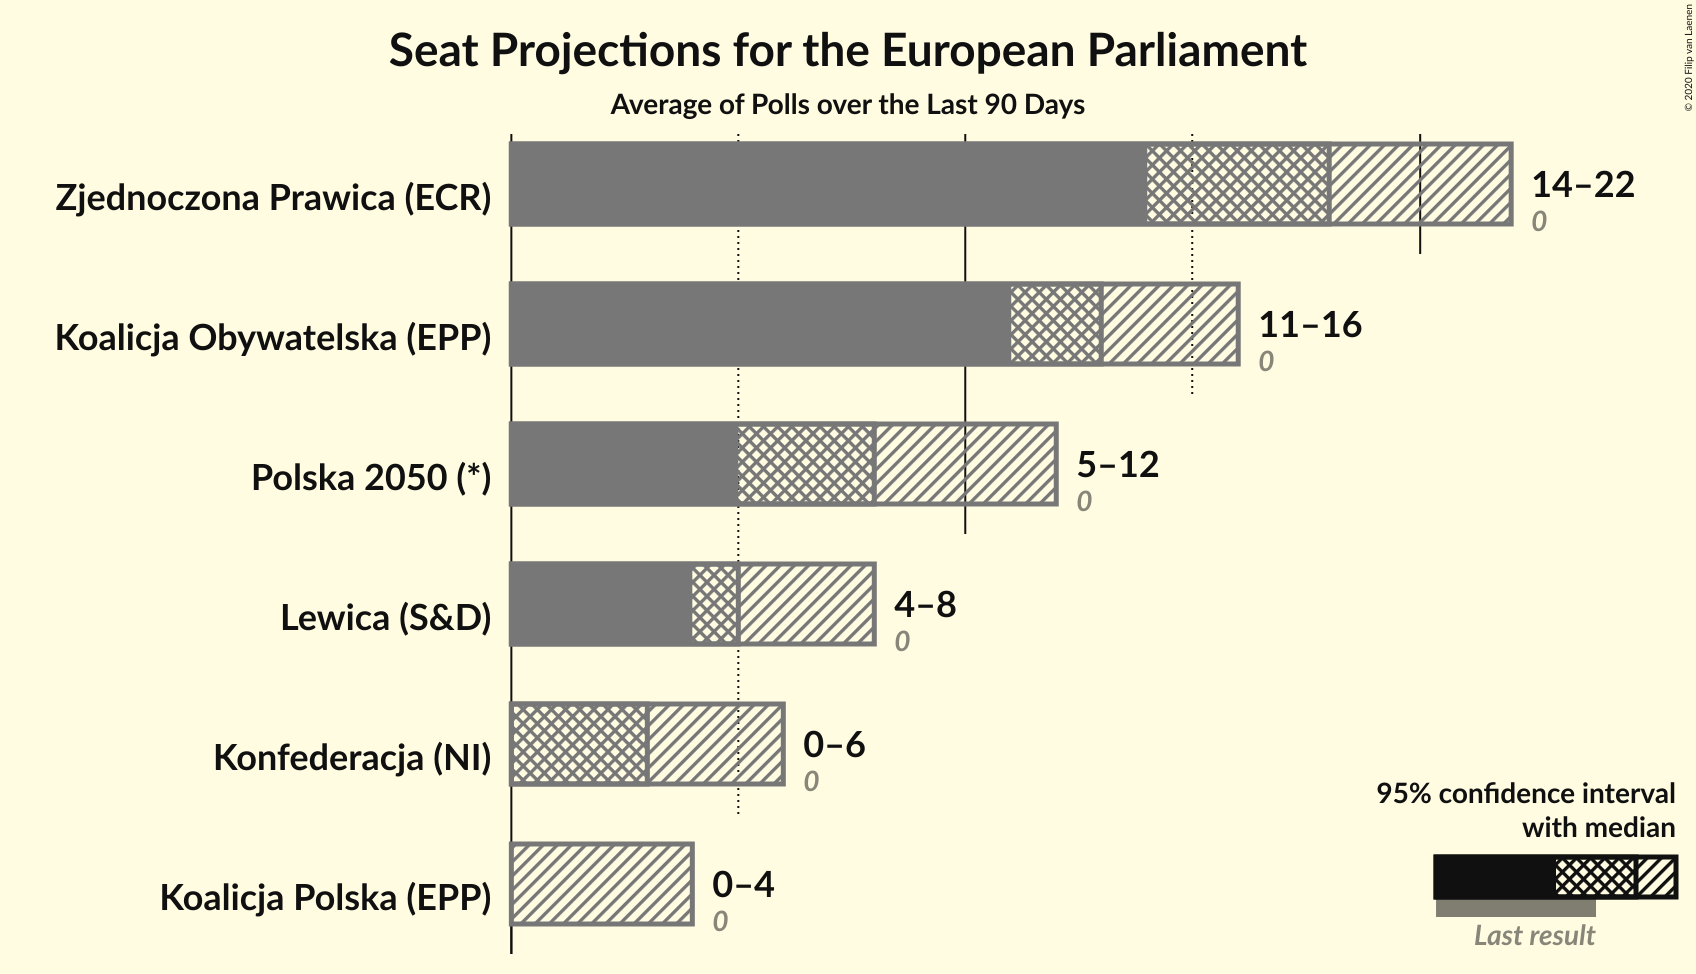 Seat Projections for the European Parliament
Average of Polls over the Last 90 Days
© 2020 Filip van Laenen
Zjednoczona Prawica (ECR)
14–22
0
Koalicja Obywatelska (EPP)
11–16
0
Polska 2050 (*)
5–12
0
Lewica (S&D)
4–8
0
Konfederacja (NI)
0–6
0
Koalicja Polska (EPP)
0–4
0
95% confidence interval
with median
Last result